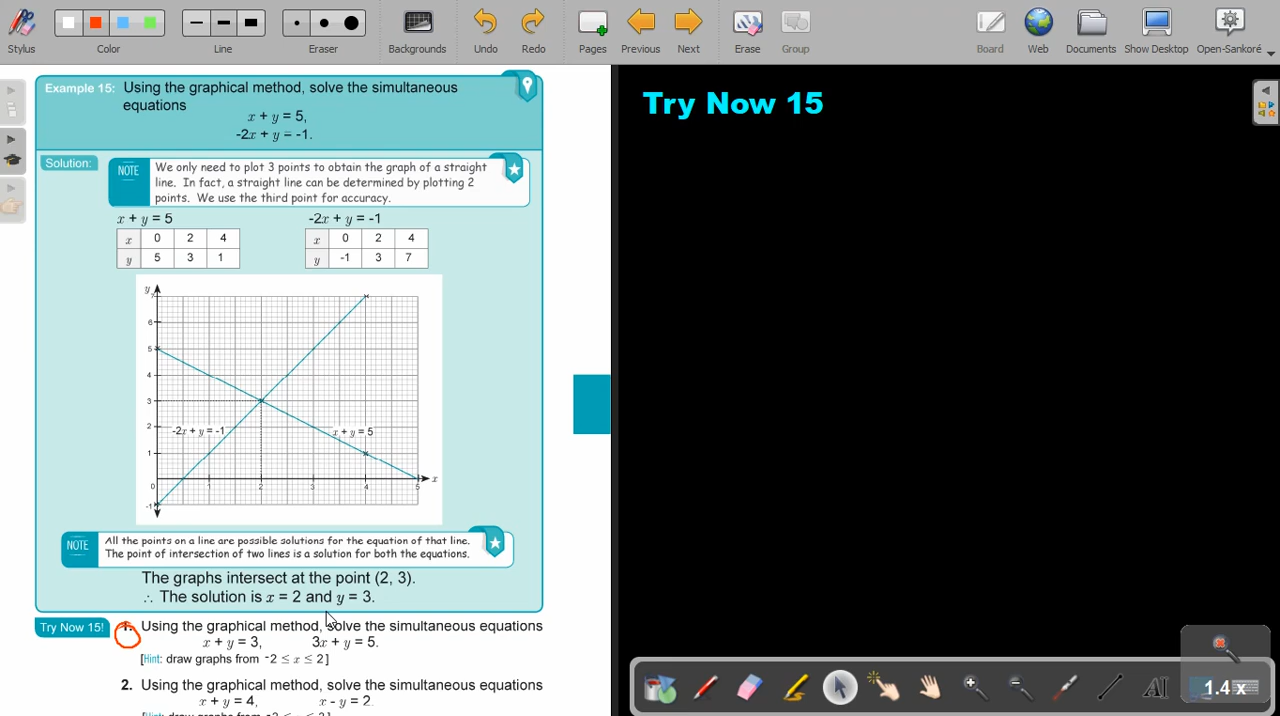 Stylus Color Line Eraser Backgrounds Undo Redo Pages Previous Next Erase Group Board Web Documents Show Desktop Open-Sankoré
Example 15: Using the graphical method, solve the simultaneous
equations
x + y = 5,
-2x + y = -1.
Solution:
NOTE
We only need to plot 3 points to obtain the graph of a straight
line. In fact, a straight line can be determined by plotting 2
points. We use the third point for accuracy.
x + y = 5
x 0 2 4
y 5 3 1
-2x + y = -1
x 0 2 4
y -1 3 7
y
7
6
5
4
3
2
1
0
-1
1 2 3 4 5
x
-2x + y = -1
x + y = 5
NOTE
All the points on a line are possible solutions for the equation of that line.
The point of intersection of two lines is a solution for both the equations.
The graphs intersect at the point (2, 3).
∴ The solution is x = 2 and y = 3.
Try Now 15!
1. Using the graphical method, solve the simultaneous equations
x + y = 3, 3x + y = 5.
[Hint: draw graphs from -2 ≤ x ≤ 2]
2. Using the graphical method, solve the simultaneous equations
x + y = 4, x - y = 2.
Try Now 15
AI
1.4 x